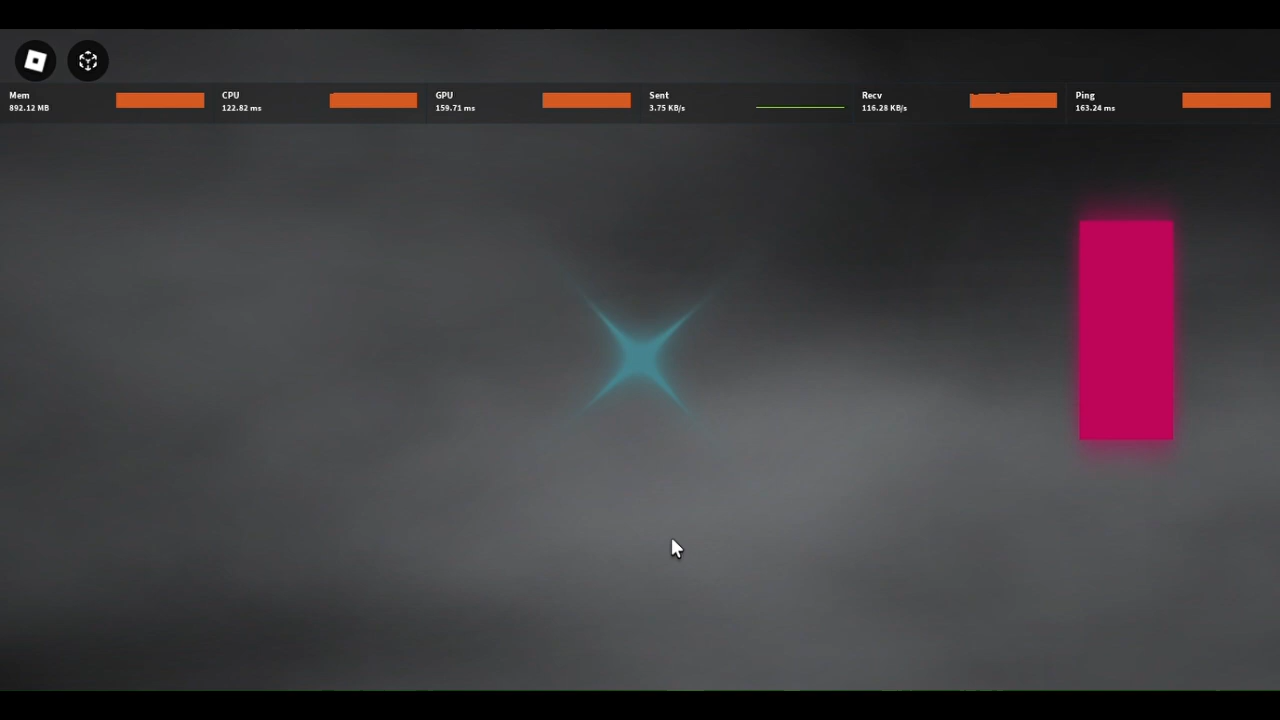 Mem
892.12 MB
CPU
122.82 ms
GPU
159.71 ms
Sent
3.75 KB/s
Recv
116.28 KB/s
Ping
163.24 ms